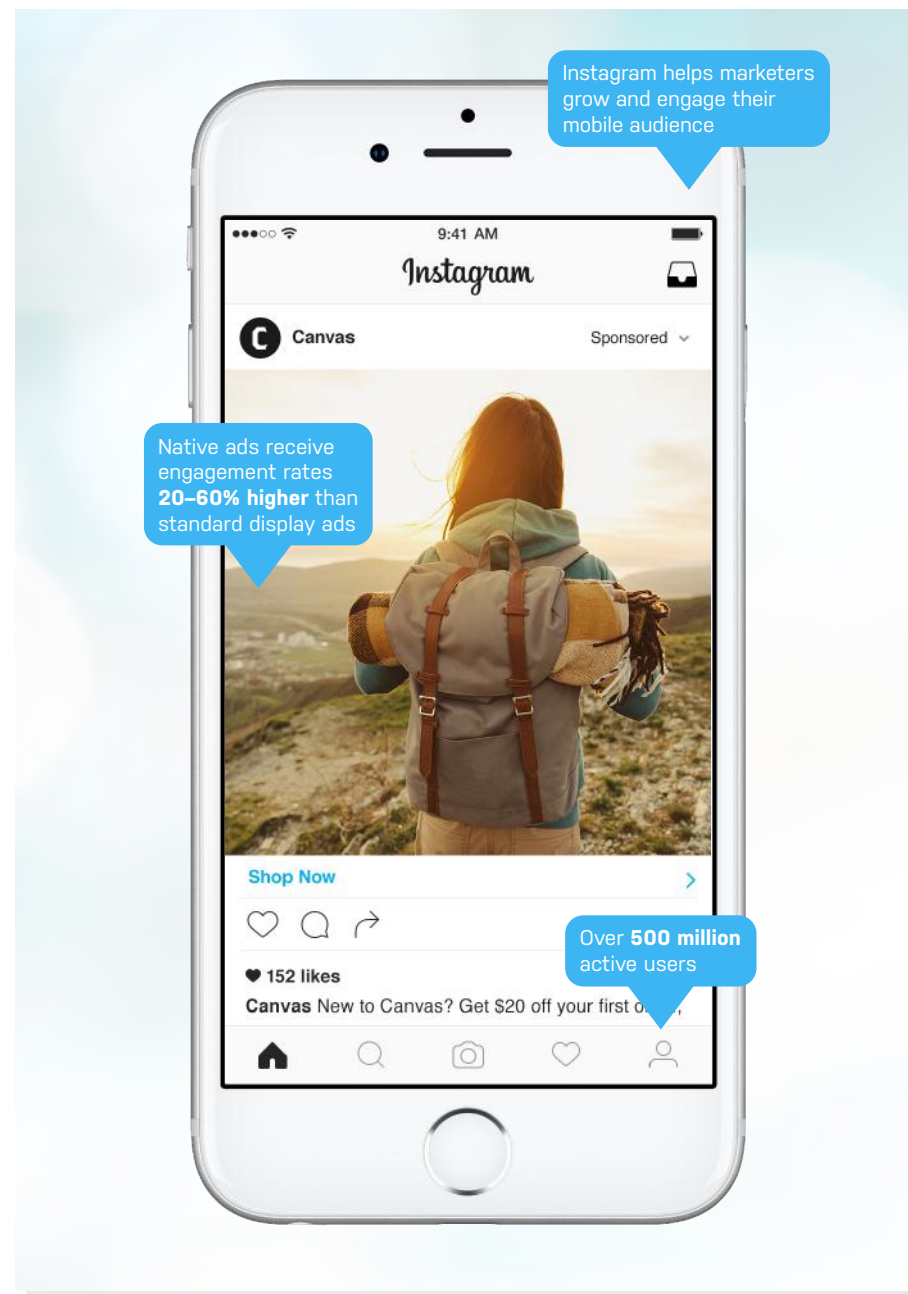 Instagram helps marketers
grow and engage their
mobile audience
9:41 AM
Instagram
C Canvas
Sponsored
Native ads receive
engagement rates
20–60% higher than
standard display ads
Shop Now
Over 500 million
active users
152 likes
Canvas New to Canvas? Get $20 off your first